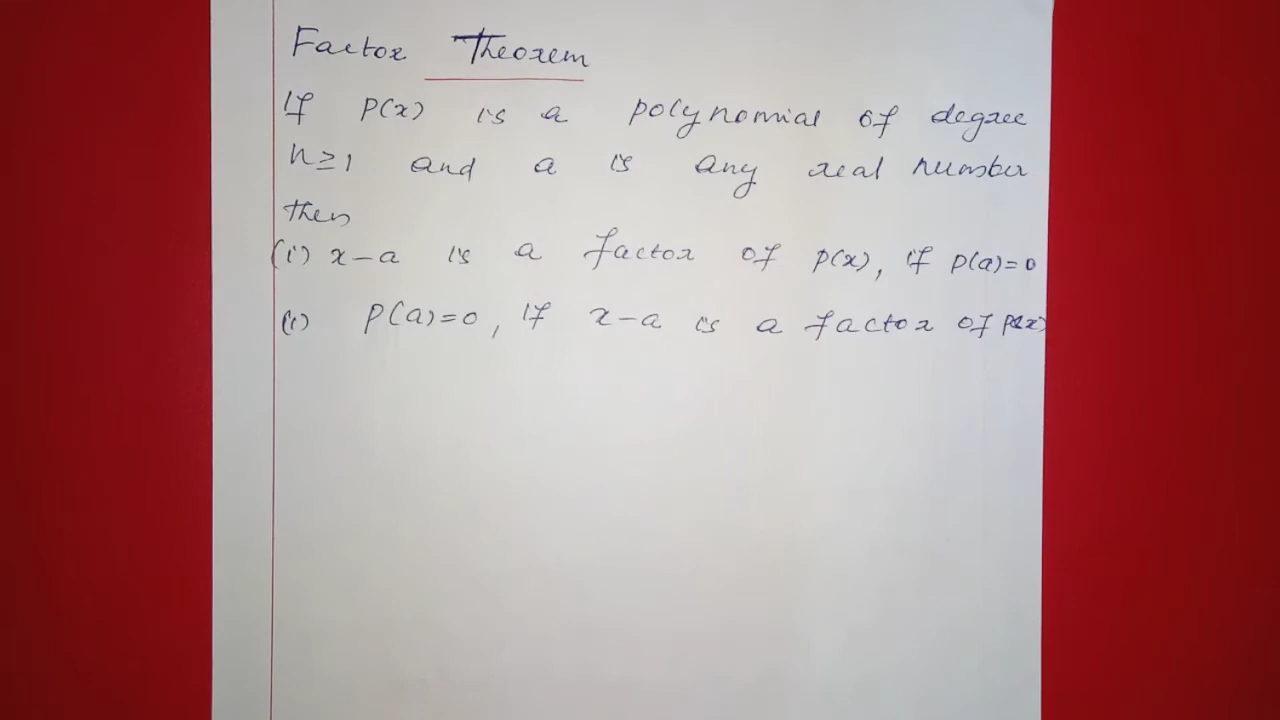 Factor Theorem
If P(x) is a polynomial of degree
n≥1 and a is any real number
then
(i) x-a is a factor of p(x), if p(a)=0
(i) P(a)=0, if x-a is a factor of p(x)